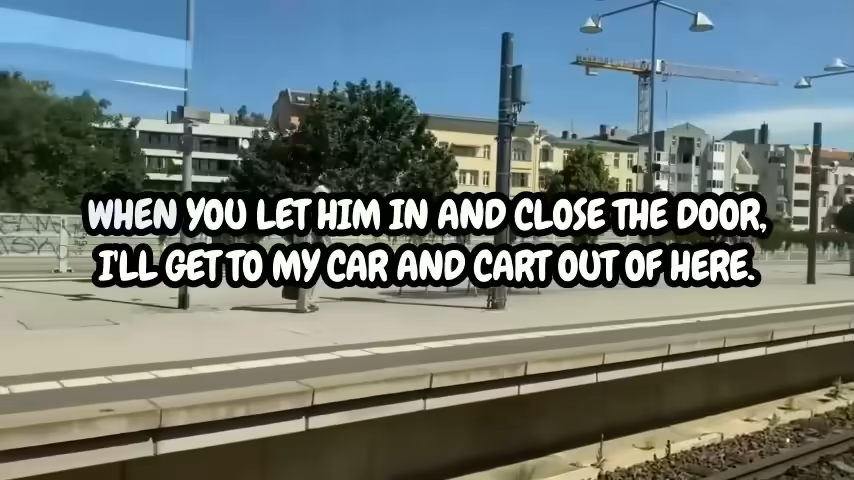 WHEN YOU LET HIM IN AND CLOSE THE DOOR,
I'LL GET TO MY CAR AND CART OUT OF HERE.